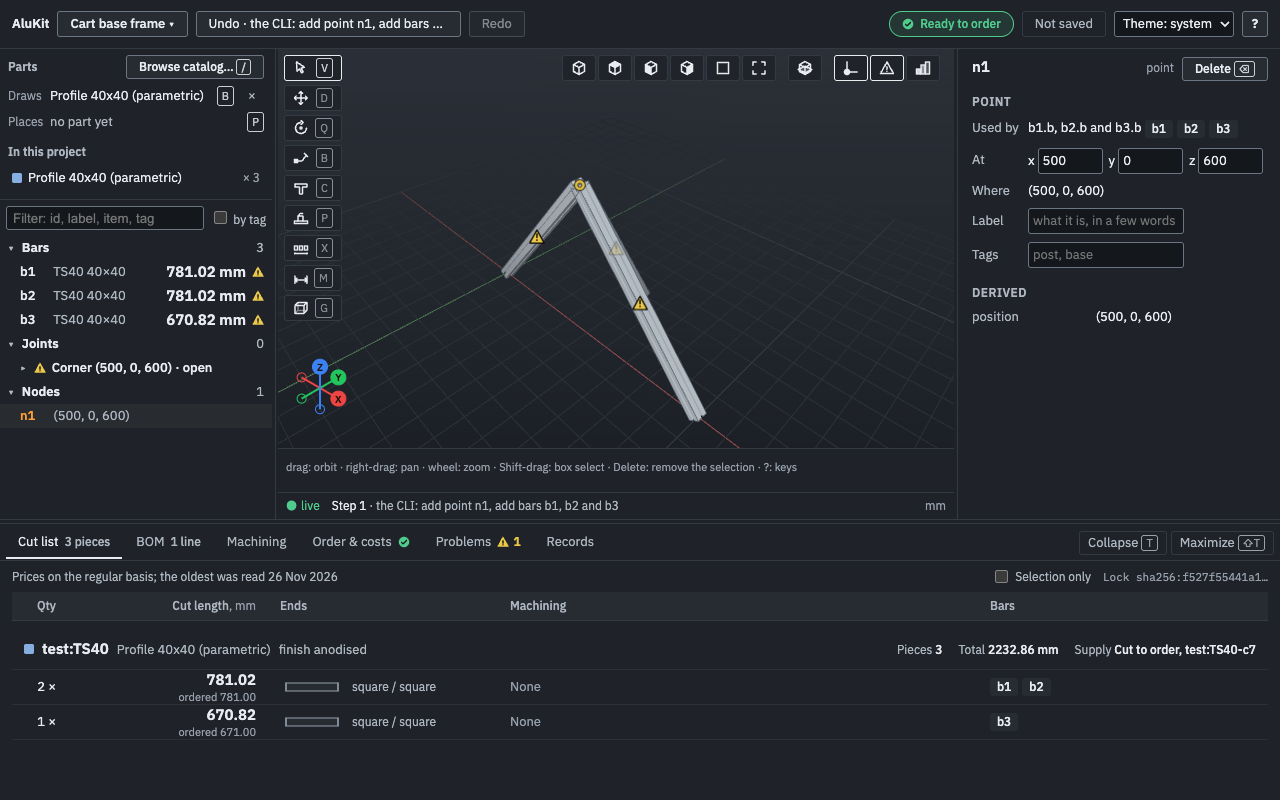 AluKit Cart base frame ▾ Undo · the CLI: add point n1, add bars ... Redo Ready to order Not saved Theme: system ?
Parts Browse catalog... /
Draws Profile 40x40 (parametric) B ×
Places no part yet P
In this project
Profile 40x40 (parametric) × 3
Filter: id, label, item, tag by tag
Bars 3
b1 TS40 40×40 781.02 mm
b2 TS40 40×40 781.02 mm
b3 TS40 40×40 670.82 mm
Joints 0
Corner (500, 0, 600) · open
Nodes 1
n1 (500, 0, 600)
V
D
Q
B
C
P
X
M
G
Z
Y
X
drag: orbit · right-drag: pan · wheel: zoom · Shift-drag: box select · Delete: remove the selection · ?: keys
live Step 1 · the CLI: add point n1, add bars b1, b2 and b3 mm
n1 point Delete
POINT
Used by b1.b, b2.b and b3.b b1 b2 b3
At x 500 y 0 z 600
Where (500, 0, 600)
Label what it is, in a few words
Tags post, base
DERIVED
position (500, 0, 600)
Cut list 3 pieces BOM 1 line Machining Order & costs Problems 1 Records Collapse T Maximize ⇧T
Prices on the regular basis; the oldest was read 26 Nov 2026 Selection only Lock sha256:f527f55441a1…
Qty Cut length, mm Ends Machining Bars
test:TS40 Profile 40x40 (parametric) finish anodised Pieces 3 Total 2232.86 mm Supply Cut to order, test:TS40-c7
2 × 781.02 square / square None b1 b2
ordered 781.00
1 × 670.82 square / square None b3
ordered 671.00